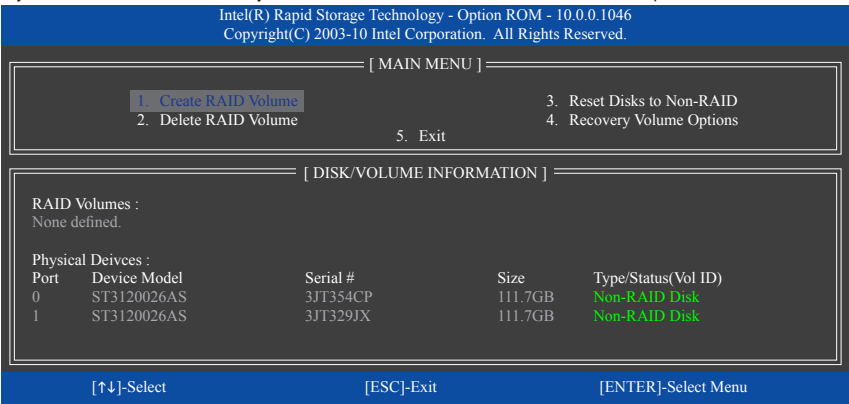 Intel(R) Rapid Storage Technology - Option ROM - 10.0.0.1046
Copyright(C) 2003-10 Intel Corporation. All Rights Reserved.
[ MAIN MENU ]
1. Create RAID Volume 3. Reset Disks to Non-RAID
2. Delete RAID Volume 4. Recovery Volume Options
5. Exit
[ DISK/VOLUME INFORMATION ]
RAID Volumes :
None defined.
Physical Deivces :
Port Device Model Serial # Size Type/Status(Vol ID)
0 ST3120026AS 3JT354CP 111.7GB Non-RAID Disk
1 ST3120026AS 3JT329JX 111.7GB Non-RAID Disk
[↑↓]-Select [ESC]-Exit [ENTER]-Select Menu